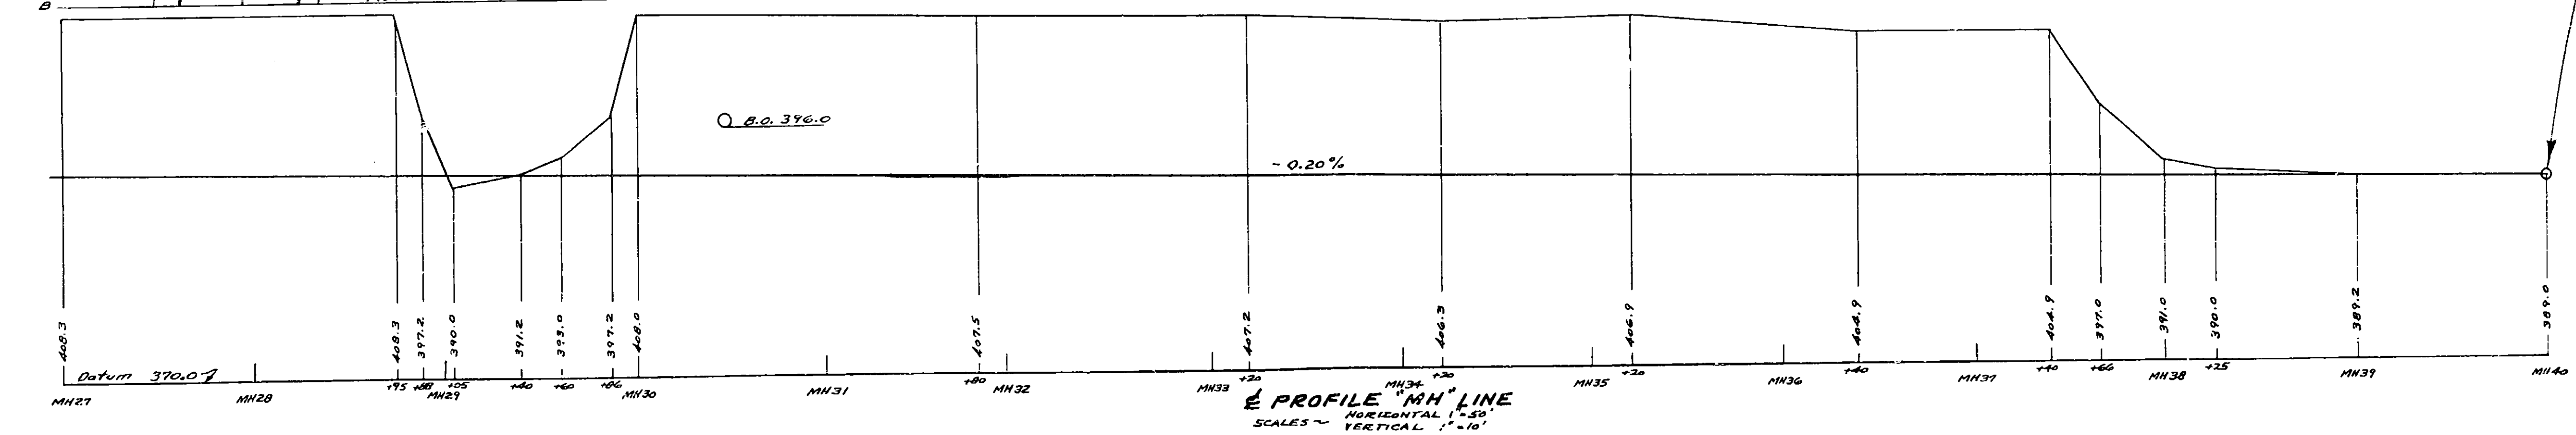 B
B.O. 396.0
- 0.20%
408.3
408.3
397.2
390.0
391.2
393.0
397.2
408.0
407.5
407.2
406.3
406.9
404.9
404.9
397.0
391.0
390.0
389.2
389.0
Datum 370.0
MH27
MH28
+75
+88
MH29
+05
+40
+60
+86
MH30
MH31
+80
MH32
MH33
+20
MH34
+20
MH35
+20
MH36
+40
MH37
+40
+66
MH38
+25
MH39
MH40
℄ PROFILE "MH" LINE
SCALES ~ HORIZONTAL 1"=50'
VERTICAL 1"=10'